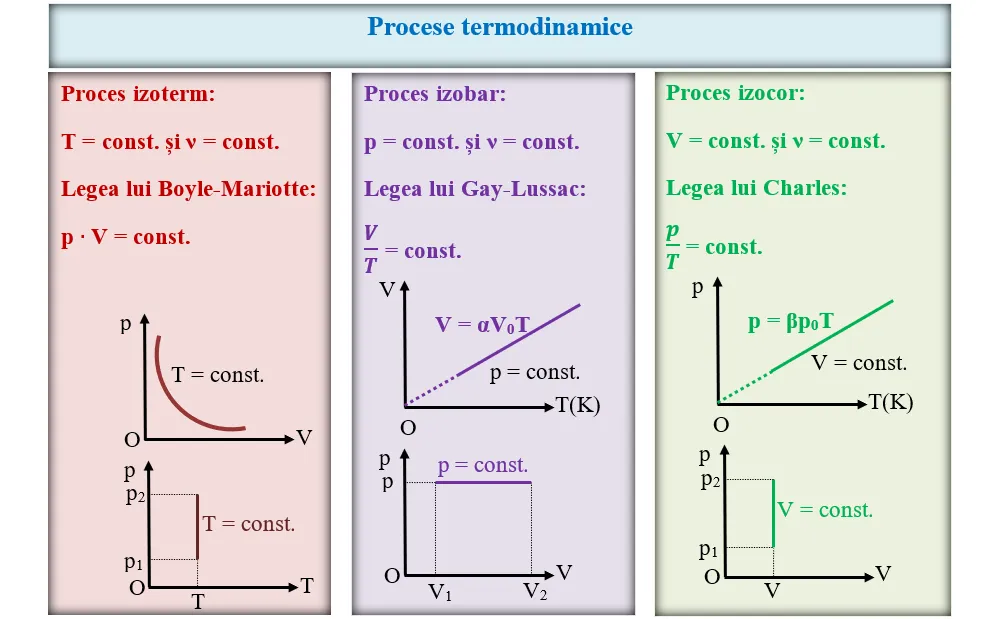 Procese termodinamice
Proces izoterm:
T = const. și ν = const.
Legea lui Boyle-Mariotte:
p · V = const.
p
T = const.
O
V
p
p₂
T = const.
p₁
O
T
T
Proces izobar:
p = const. și ν = const.
Legea lui Gay-Lussac:
V/T = const.
V
V = αV₀T
p = const.
T(K)
O
p
p = const.
p
O
V
V₁
V₂
Proces izocor:
V = const. și ν = const.
Legea lui Charles:
p/T = const.
p
p = βp₀T
V = const.
T(K)
O
p
p₂
V = const.
p₁
O
V
V